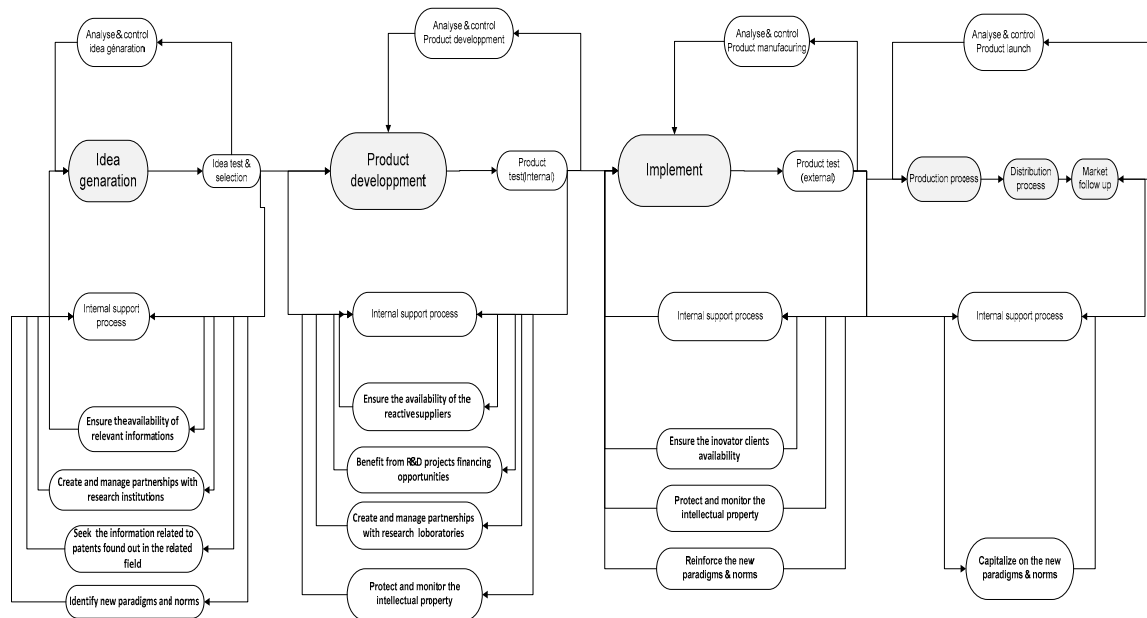 Analyse & control
idea génaration
Analyse & control
Product developpment
Analyse & control
Product manufacuring
Analyse & control
Product launch
Idea
genaration
Idea test &
selection
Product
developpment
Product
test(Internal)
Implement
Product test
(external)
Production process
Distribution
process
Market
follow up
Internal support
process
Internal support process
Internal support process
Internal support process
Ensure the availability of
relevant informations
Create and manage partnerships with
research institutions
Seek the information related to
patents found out in the related
field
Identify new paradigms and norms
Ensure the availability of the
reactive suppliers
Benefit from R&D projects financing
opportunities
Create and manage partnerships
with research loboratories
Protect and monitor the
intellectual property
Ensure the inovator clients
availability
Protect and monitor the
intellectual property
Reinforce the new
paradigms & norms
Capitalize on the new
paradigms & norms